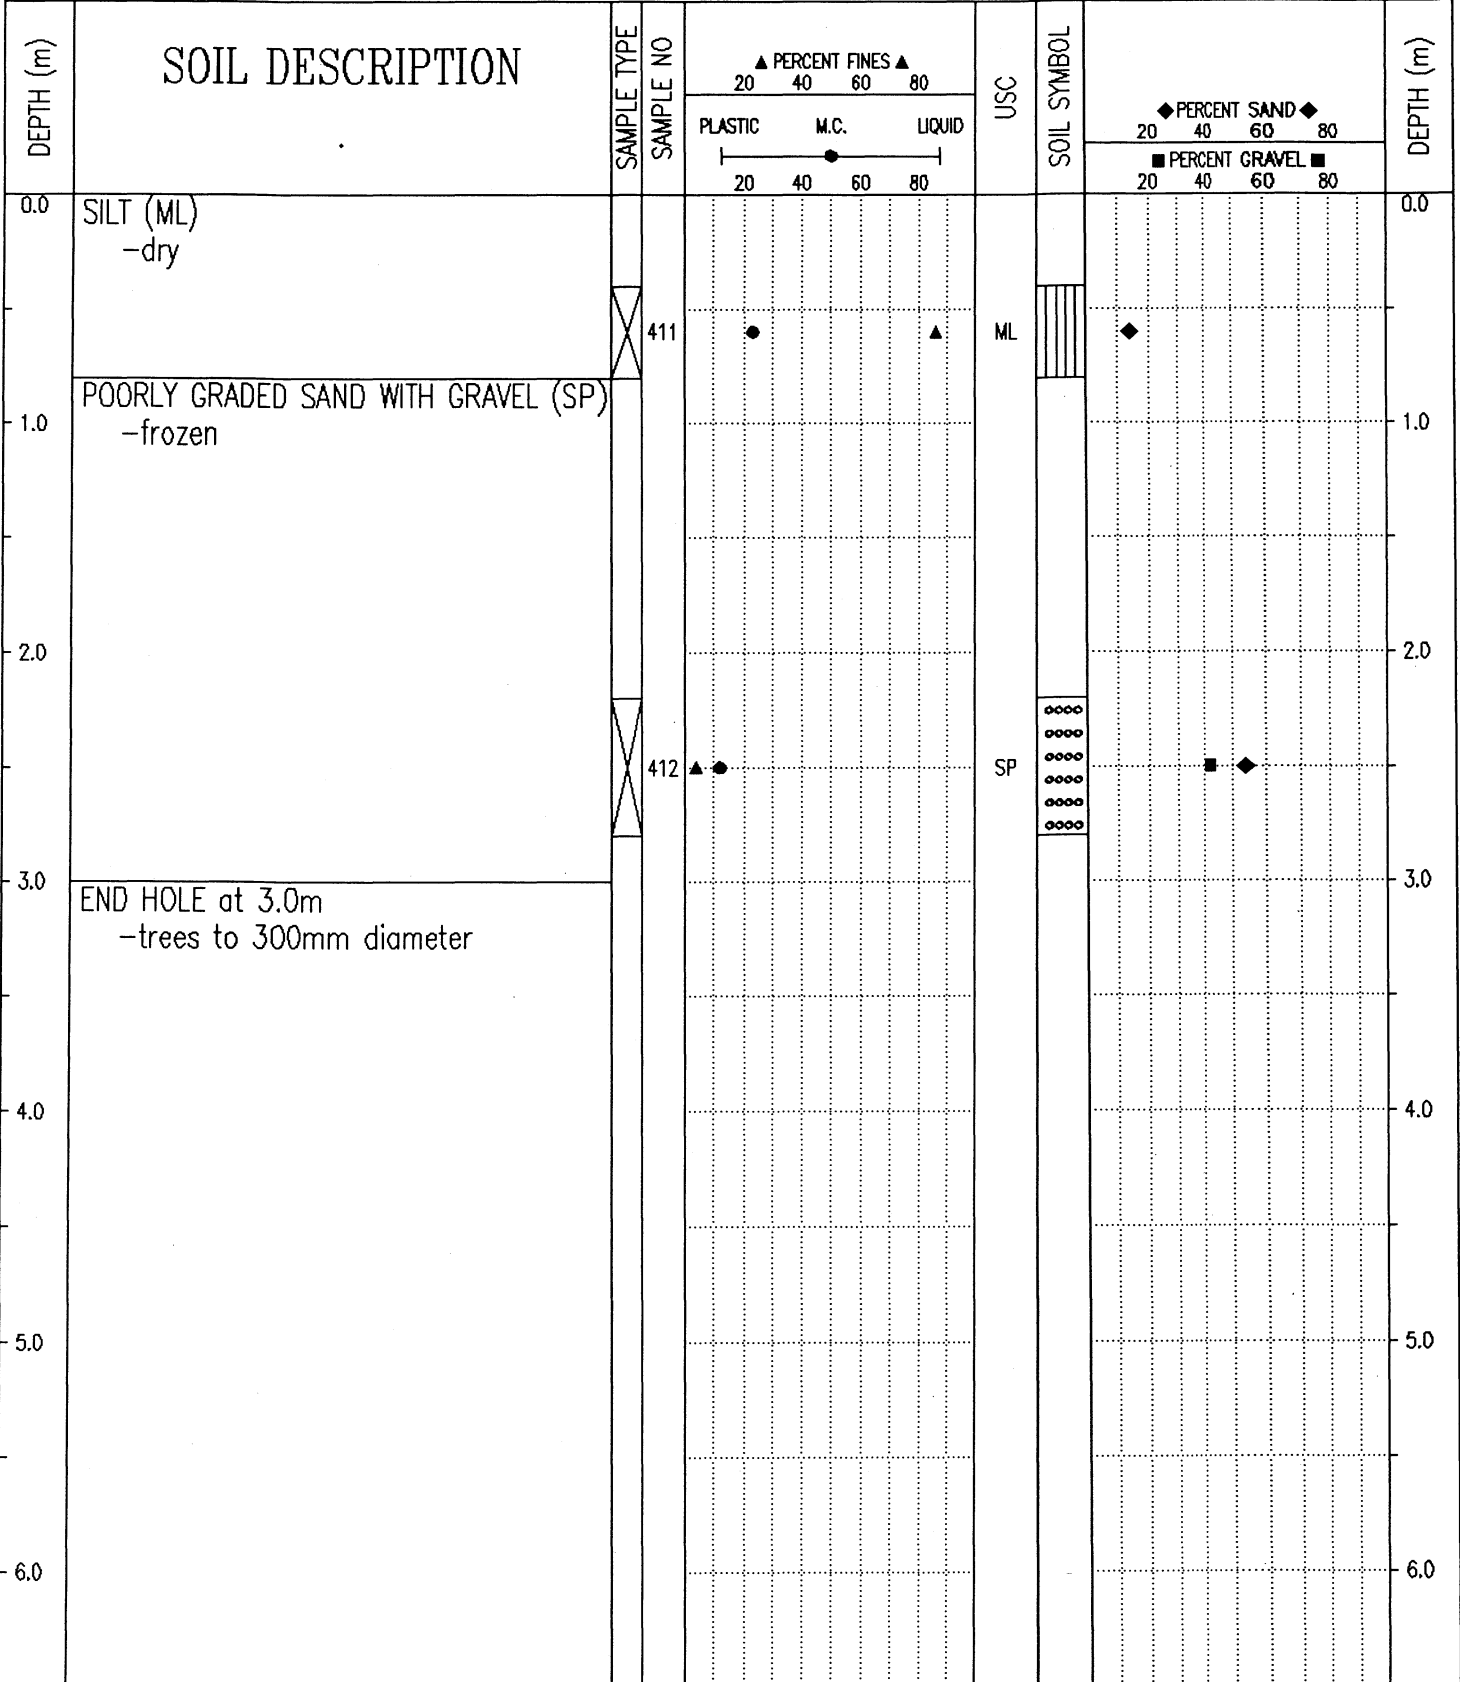 DEPTH (m)
SOIL DESCRIPTION
SAMPLE TYPE
SAMPLE NO
▲ PERCENT FINES ▲
20 40 60 80
PLASTIC M.C. LIQUID
20 40 60 80
USC
SOIL SYMBOL
◆ PERCENT SAND ◆
20 40 60 80
■ PERCENT GRAVEL ■
20 40 60 80
DEPTH (m)
0.0 SILT (ML) 0.0
-dry
411 ML
POORLY GRADED SAND WITH GRAVEL (SP)
1.0 -frozen 1.0
2.0 2.0
412 SP
3.0 3.0
END HOLE at 3.0m
-trees to 300mm diameter
4.0 4.0
5.0 5.0
6.0 6.0